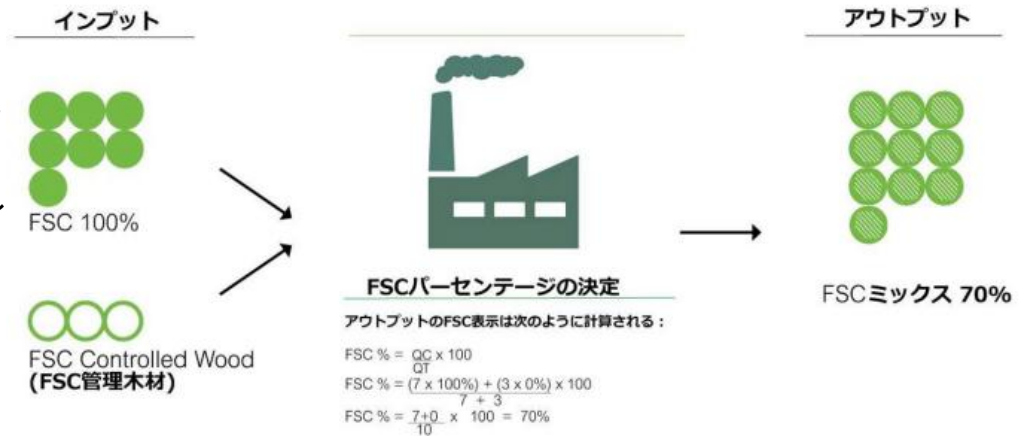 インプット
FSC 100%
FSC Controlled Wood
(FSC管理木材)
FSCパーセンテージの決定
アウトプットのFSC表示は次のように計算される：
FSC % = QC x 100
QT
FSC % = (7 x 100%) + (3 x 0%) x 100
7 + 3
FSC % = 7+0 x 100 = 70%
10
アウトプット
FSCミックス 70%